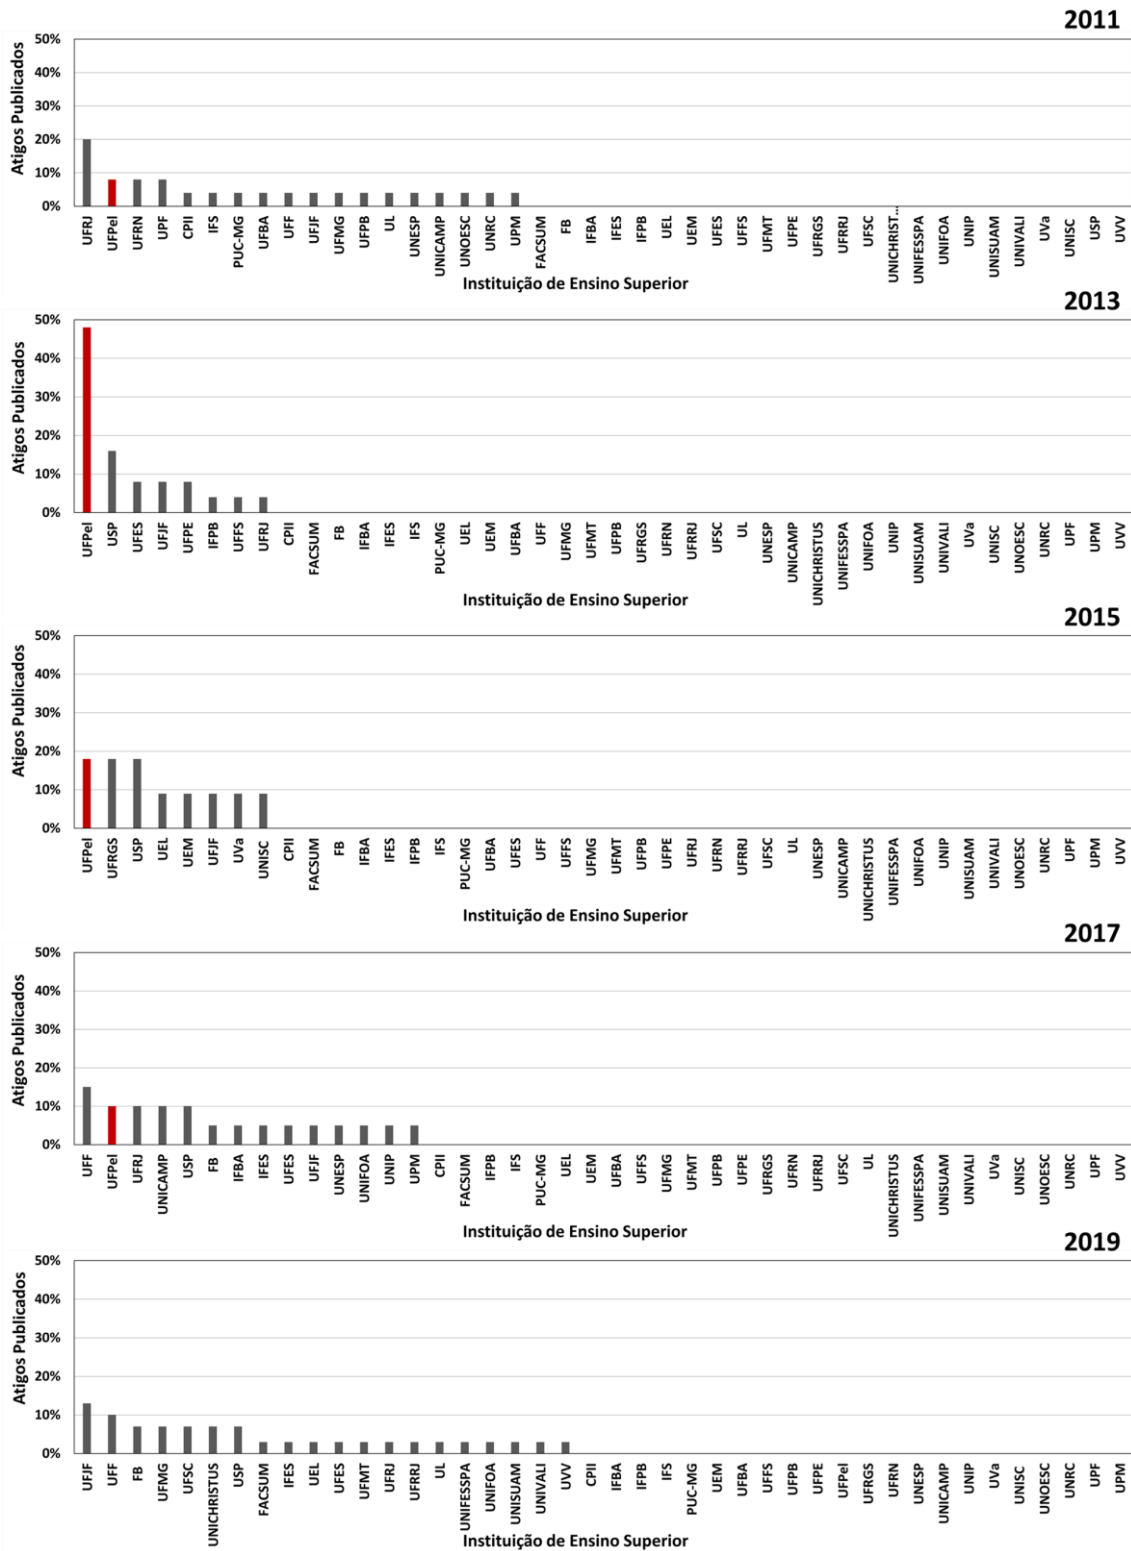 2011
50%
40%
30%
20%
10%
0%
Atigos Publicados
UFRJ
UFPel
UFRN
UPF
CPII
IFS
PUC-MG
UFBA
UFF
UFJF
UFMG
UFPB
UL
UNESP
UNICAMP
UNOESC
UNRC
UPM
FACSUM
FB
IFBA
IFES
IFPB
UEL
UEM
UFES
UFFS
UFMT
UFPE
UFRGS
UFRRJ
UFSC
UNICHRIST...
UNIFESSPA
UNIFOA
UNIP
UNISUAM
UNIVALI
UVa
UNISC
USP
UVV
Instituição de Ensino Superior
2013
50%
40%
30%
20%
10%
0%
Atigos Publicados
UFPel
USP
UFES
UFJF
UFPE
IFPB
UFFS
UFRJ
CPII
FACSUM
FB
IFBA
IFES
IFS
PUC-MG
UEL
UEM
UFBA
UFF
UFMG
UFMT
UFPB
UFRGS
UFRN
UFRRJ
UFSC
UL
UNESP
UNICAMP
UNICHRISTUS
UNIFESSPA
UNIFOA
UNIP
UNISUAM
UNIVALI
UVa
UNISC
UNOESC
UNRC
UPF
UPM
UVV
Instituição de Ensino Superior
2015
50%
40%
30%
20%
10%
0%
Atigos Publicados
UFPel
UFRGS
USP
UEL
UEM
UFJF
UVa
UNISC
CPII
FACSUM
FB
IFBA
IFES
IFPB
IFS
PUC-MG
UFBA
UFES
UFF
UFFS
UFMG
UFMT
UFPB
UFPE
UFRJ
UFRN
UFRRJ
UFSC
UL
UNESP
UNICAMP
UNICHRISTUS
UNIFESSPA
UNIFOA
UNIP
UNISUAM
UNIVALI
UNOESC
UNRC
UPF
UPM
UVV
Instituição de Ensino Superior
2017
50%
40%
30%
20%
10%
0%
Atigos Publicados
UFF
UFPel
UFRJ
UNICAMP
USP
FB
IFBA
IFES
UFES
UFJF
UNESP
UNIFOA
UNIP
UPM
CPII
FACSUM
IFPB
IFS
PUC-MG
UEL
UEM
UFBA
UFFS
UFMG
UFMT
UFPB
UFPE
UFRGS
UFRN
UFRRJ
UFSC
UL
UNICHRISTUS
UNIFESSPA
UNISUAM
UNIVALI
UVa
UNISC
UNOESC
UNRC
UPF
UVV
Instituição de Ensino Superior
2019
50%
40%
30%
20%
10%
0%
Atigos Publicados
UFJF
UFF
FB
UFMG
UFSC
UNICHRISTUS
USP
FACSUM
IFES
UEL
UFES
UFMT
UFRJ
UFRRJ
UL
UNIFESSPA
UNIFOA
UNISUAM
UNIVALI
UVV
CPII
IFBA
IFPB
IFS
PUC-MG
UEM
UFBA
UFFS
UFPB
UFPE
UFPel
UFRGS
UFRN
UNESP
UNICAMP
UNIP
UVa
UNISC
UNOESC
UNRC
UPF
UPM
Instituição de Ensino Superior